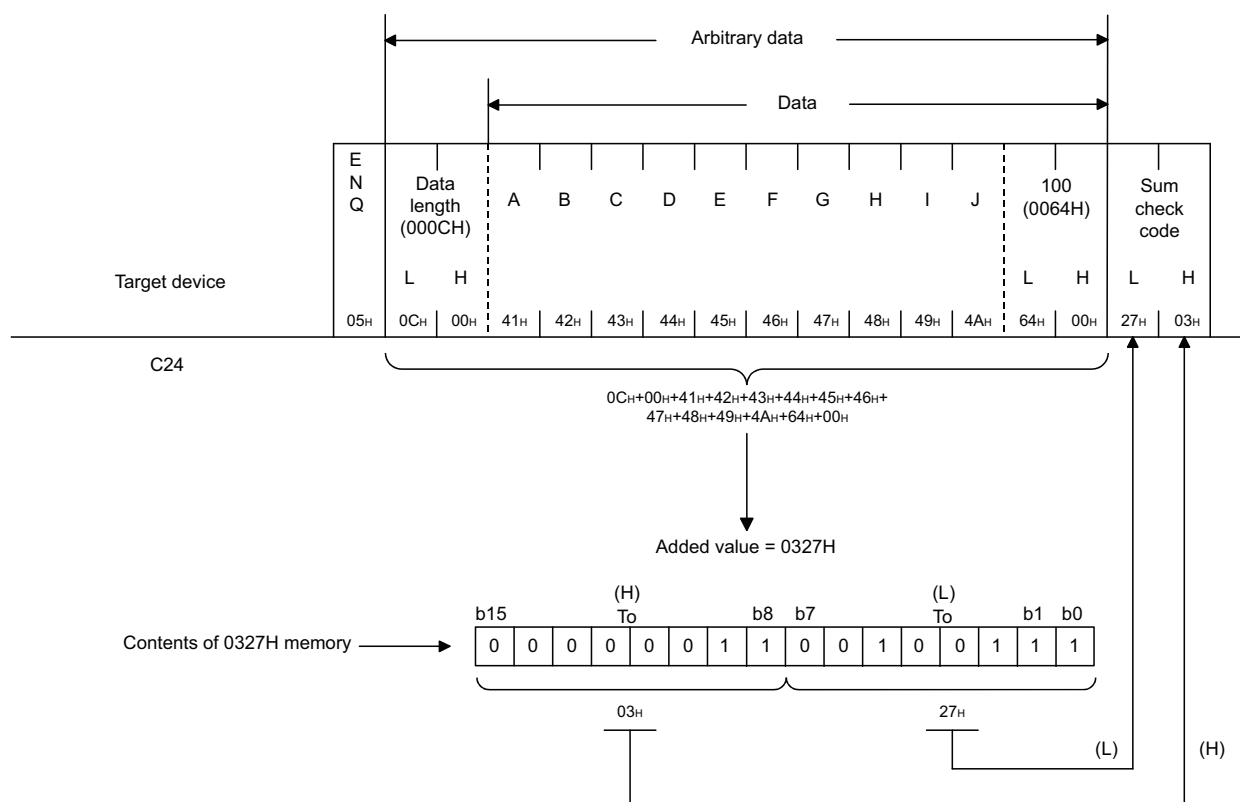 Arbitrary data
Data
E
N
Q
Data
length
(000CH)
A B C D E F G H I J
100
(0064H)
Sum
check
code
L H L H L H
Target device
05H 0CH 00H 41H 42H 43H 44H 45H 46H 47H 48H 49H 4AH 64H 00H 27H 03H
C24
0CH+00H+41H+42H+43H+44H+45H+46H+
47H+48H+49H+4AH+64H+00H
Added value = 0327H
(H) (L)
b15 To b8 b7 To b1 b0
Contents of 0327H memory
0 0 0 0 0 0 1 1 0 0 1 0 0 1 1 1
03H 27H
(L) (H)